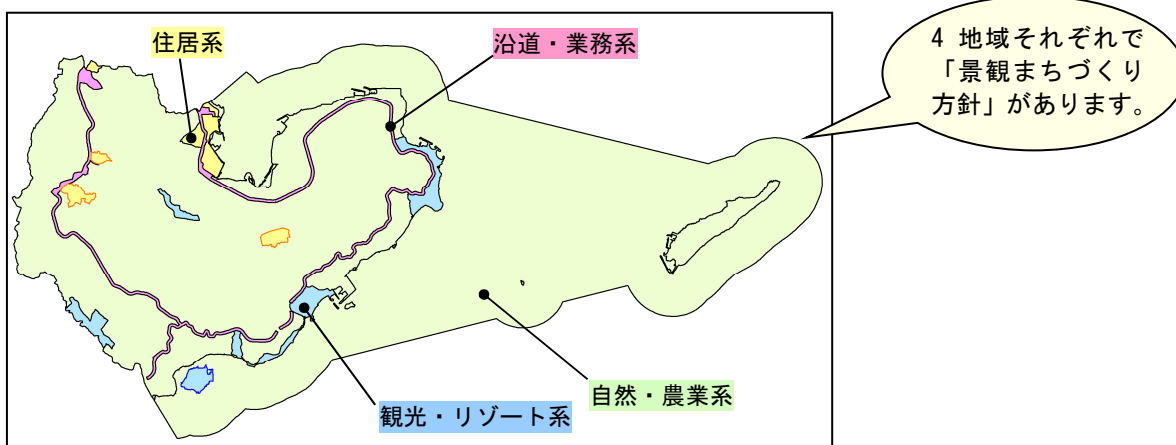 住居系
沿道・業務系
4 地域それぞれで
「景観まちづくり
方針」があります。
自然・農業系
観光・リゾート系